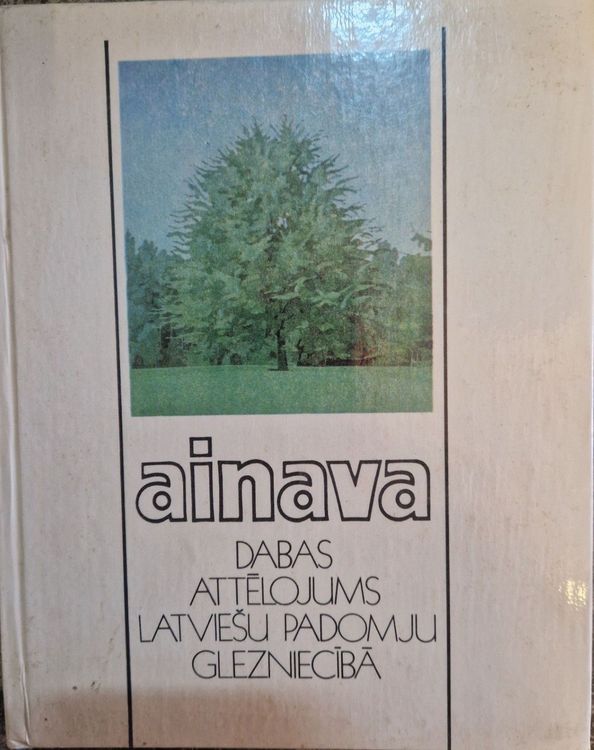 ainava
DABAS
ATTĒLOJUMS
LATVIEŠU PADOMJU
GLEZNIECĪBĀ